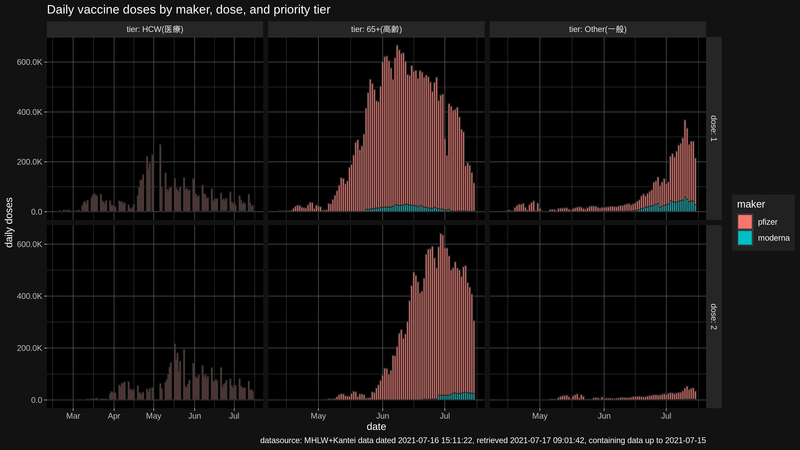 Daily vaccine doses by maker, dose, and priority tier
tier: HCW(医療)
tier: 65+(高齢)
tier: Other(一般)
600.0K
400.0K
200.0K
0.0
dose: 1
600.0K
400.0K
200.0K
0.0
dose: 2
daily doses
Mar
Apr
May
Jun
Jul
May
Jun
Jul
May
Jun
Jul
date
maker
pfizer
moderna
datasource: MHLW+Kantei data dated 2021-07-16 15:11:22, retrieved 2021-07-17 09:01:42, containing data up to 2021-07-15